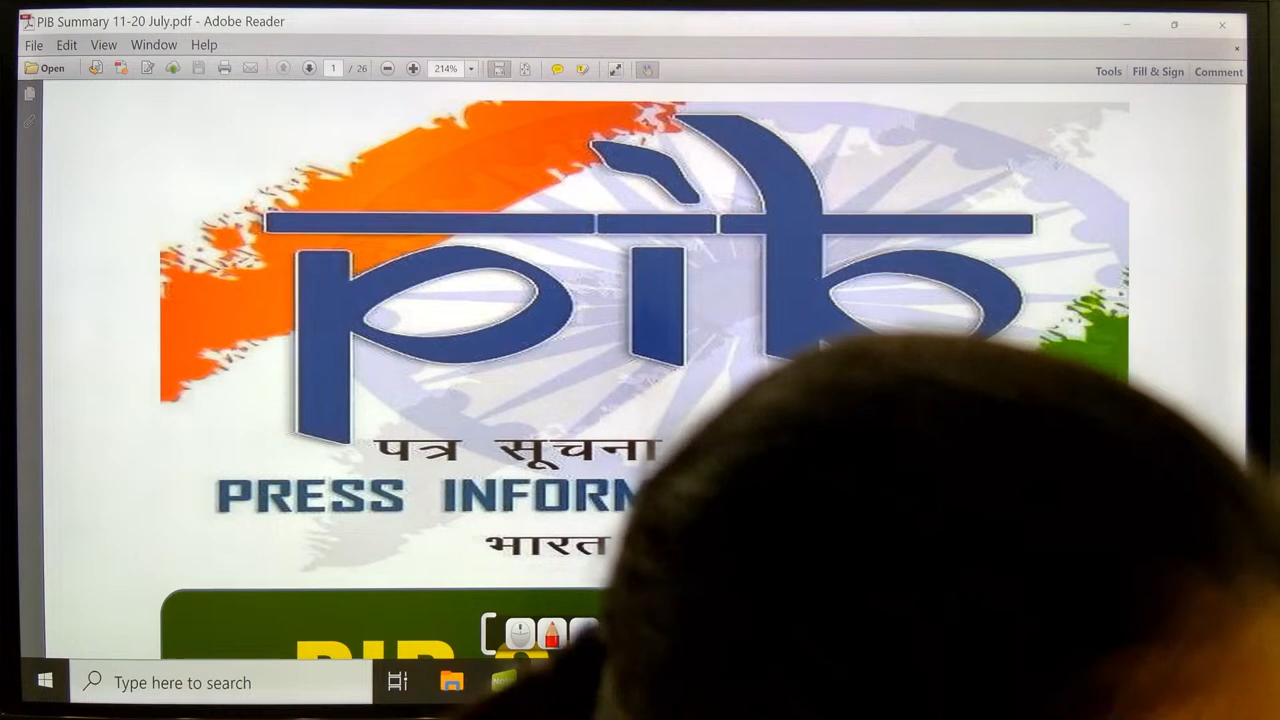 PIB Summary 11-20 July.pdf - Adobe Reader
File Edit View Window Help
Open 1 / 26 214% Tools Fill & Sign Comment
pib
पत्र सूचना
PRESS INFORM
भारत
PIB
Type here to search